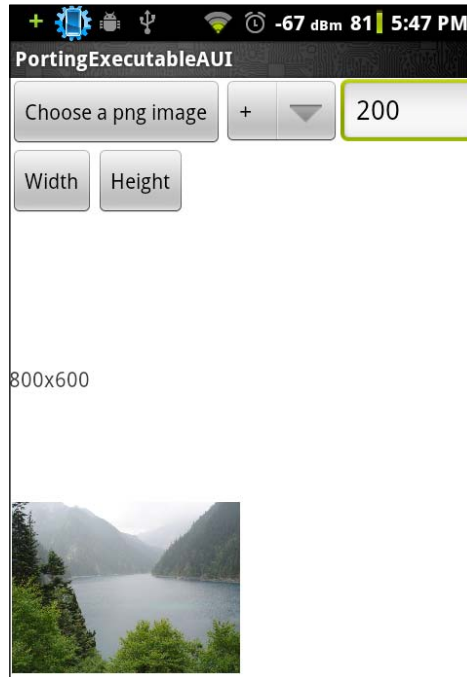 + -67 dBm 81 5:47 PM
PortingExecutableAUI
Choose a png image + 200
Width Height
800x600